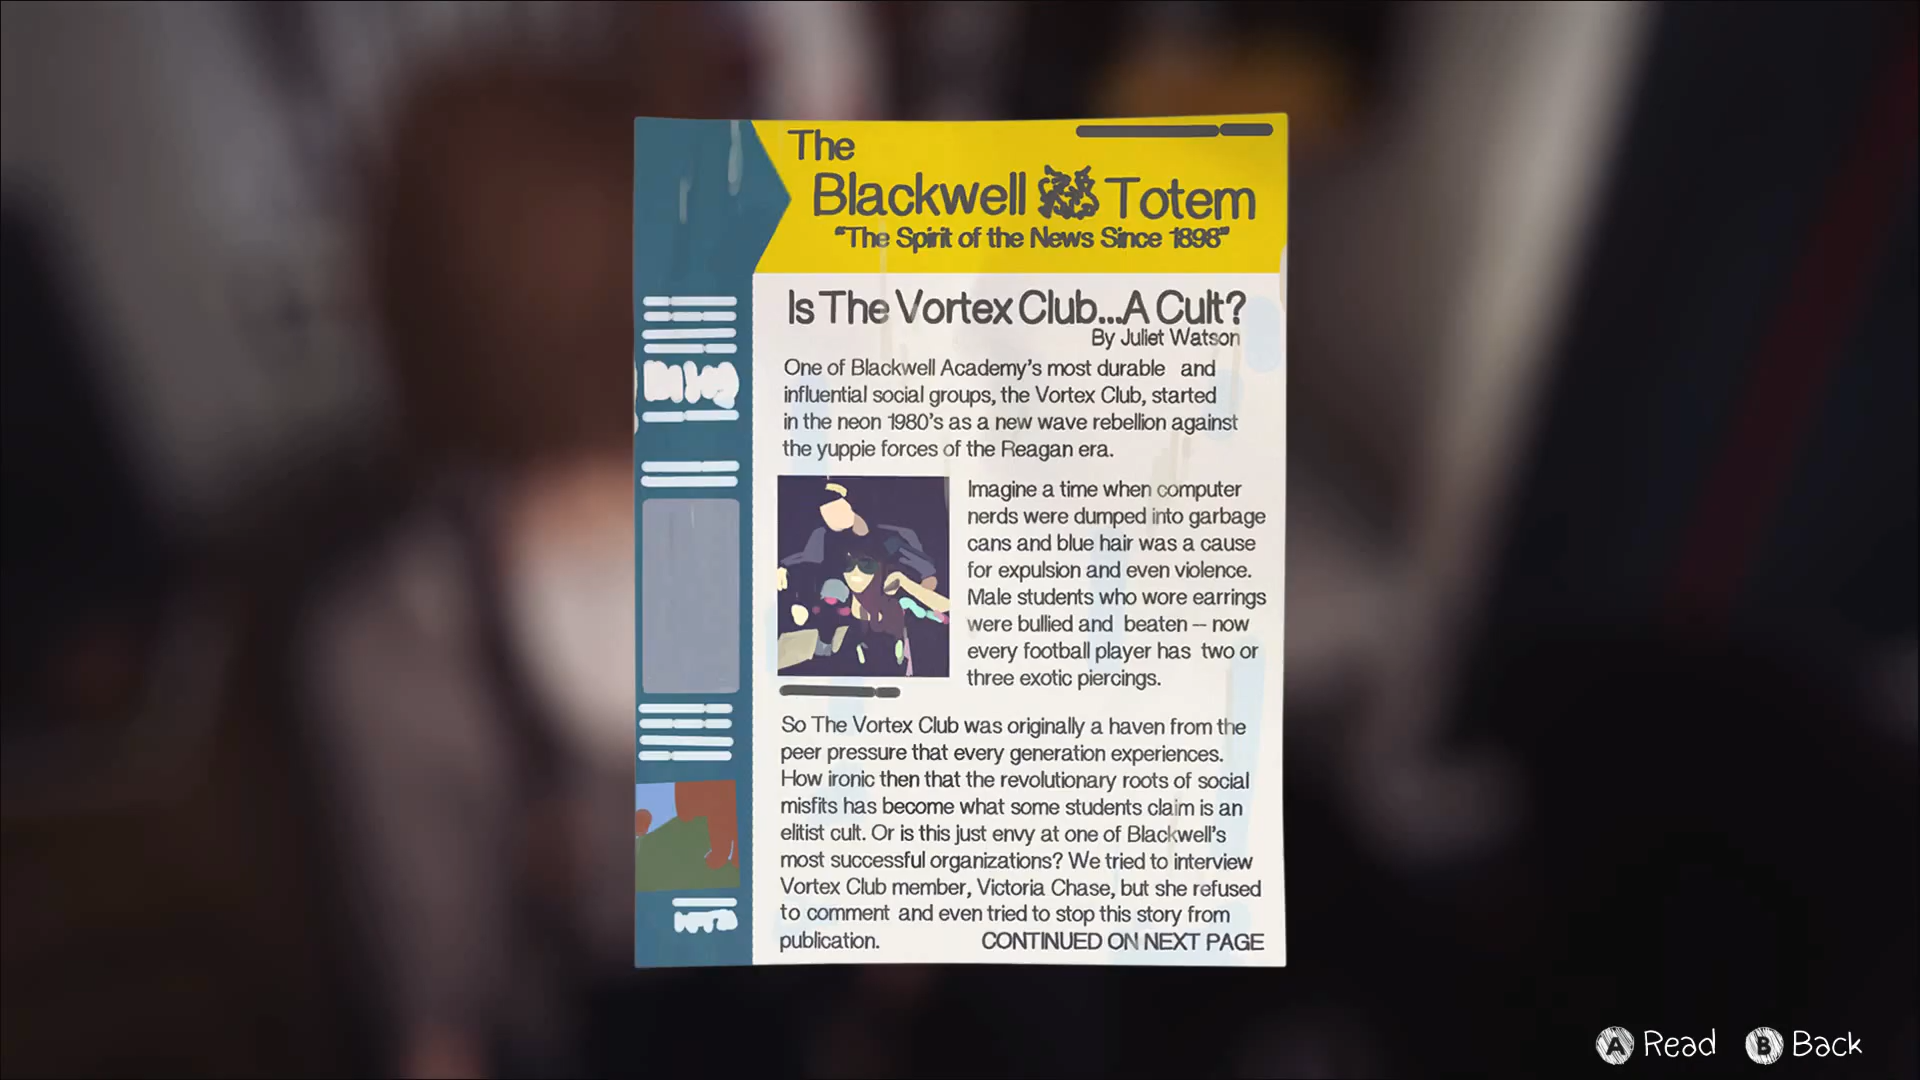 The
Blackwell Totem
"The Spirit of the News Since 1898"
Is The Vortex Club...A Cult?
By Juliet Watson
One of Blackwell Academy's most durable and
influential social groups, the Vortex Club, started
in the neon 1980's as a new wave rebellion against
the yuppie forces of the Reagan era.
Imagine a time when computer
nerds were dumped into garbage
cans and blue hair was a cause
for expulsion and even violence.
Male students who wore earrings
were bullied and beaten -- now
every football player has two or
three exotic piercings.
So The Vortex Club was originally a haven from the
peer pressure that every generation experiences.
How ironic then that the revolutionary roots of social
misfits has become what some students claim is an
elitist cult. Or is this just envy at one of Blackwell's
most successful organizations? We tried to interview
Vortex Club member, Victoria Chase, but she refused
to comment and even tried to stop this story from
publication. CONTINUED ON NEXT PAGE
A Read B Back